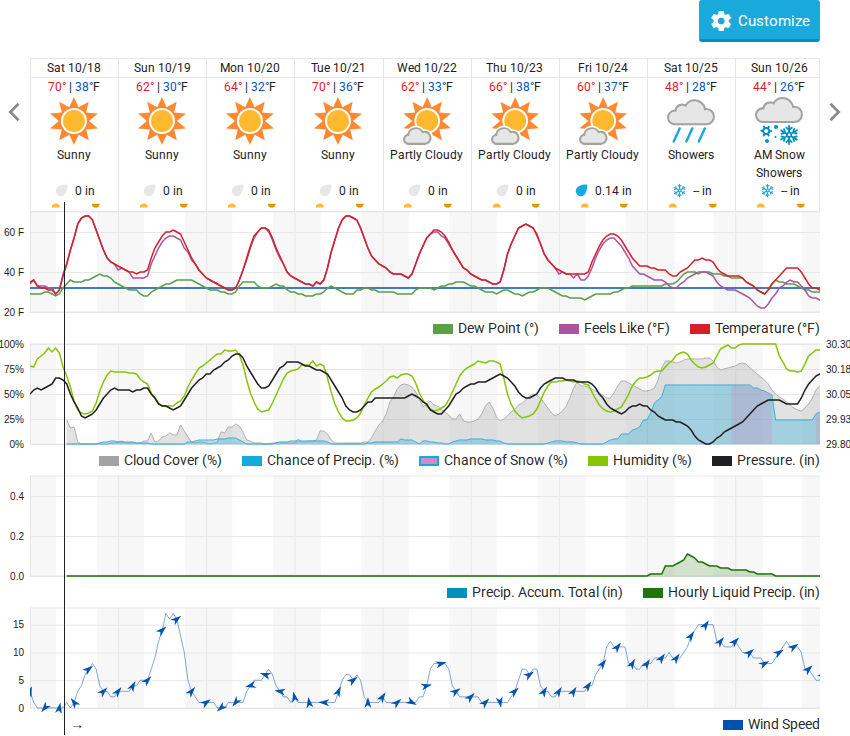 Customize
Sat 10/18 Sun 10/19 Mon 10/20 Tue 10/21 Wed 10/22 Thu 10/23 Fri 10/24 Sat 10/25 Sun 10/26
70° | 38°F 62° | 30°F 64° | 32°F 70° | 36°F 62° | 33°F 66° | 38°F 60° | 37°F 48° | 28°F 44° | 26°F
Sunny Sunny Sunny Sunny Partly Cloudy Partly Cloudy Partly Cloudy Showers AM Snow
Showers
0 in 0 in 0 in 0 in 0 in 0 in 0.14 in -- in -- in
60 F
40 F
20 F
Dew Point (°) Feels Like (°F) Temperature (°F)
100% 30.30
75% 30.18
50% 30.05
25% 29.93
0% 29.80
Cloud Cover (%) Chance of Precip. (%) Chance of Snow (%) Humidity (%) Pressure. (in)
0.4
0.2
0.0
Precip. Accum. Total (in) Hourly Liquid Precip. (in)
15
10
5
0
→
Wind Speed